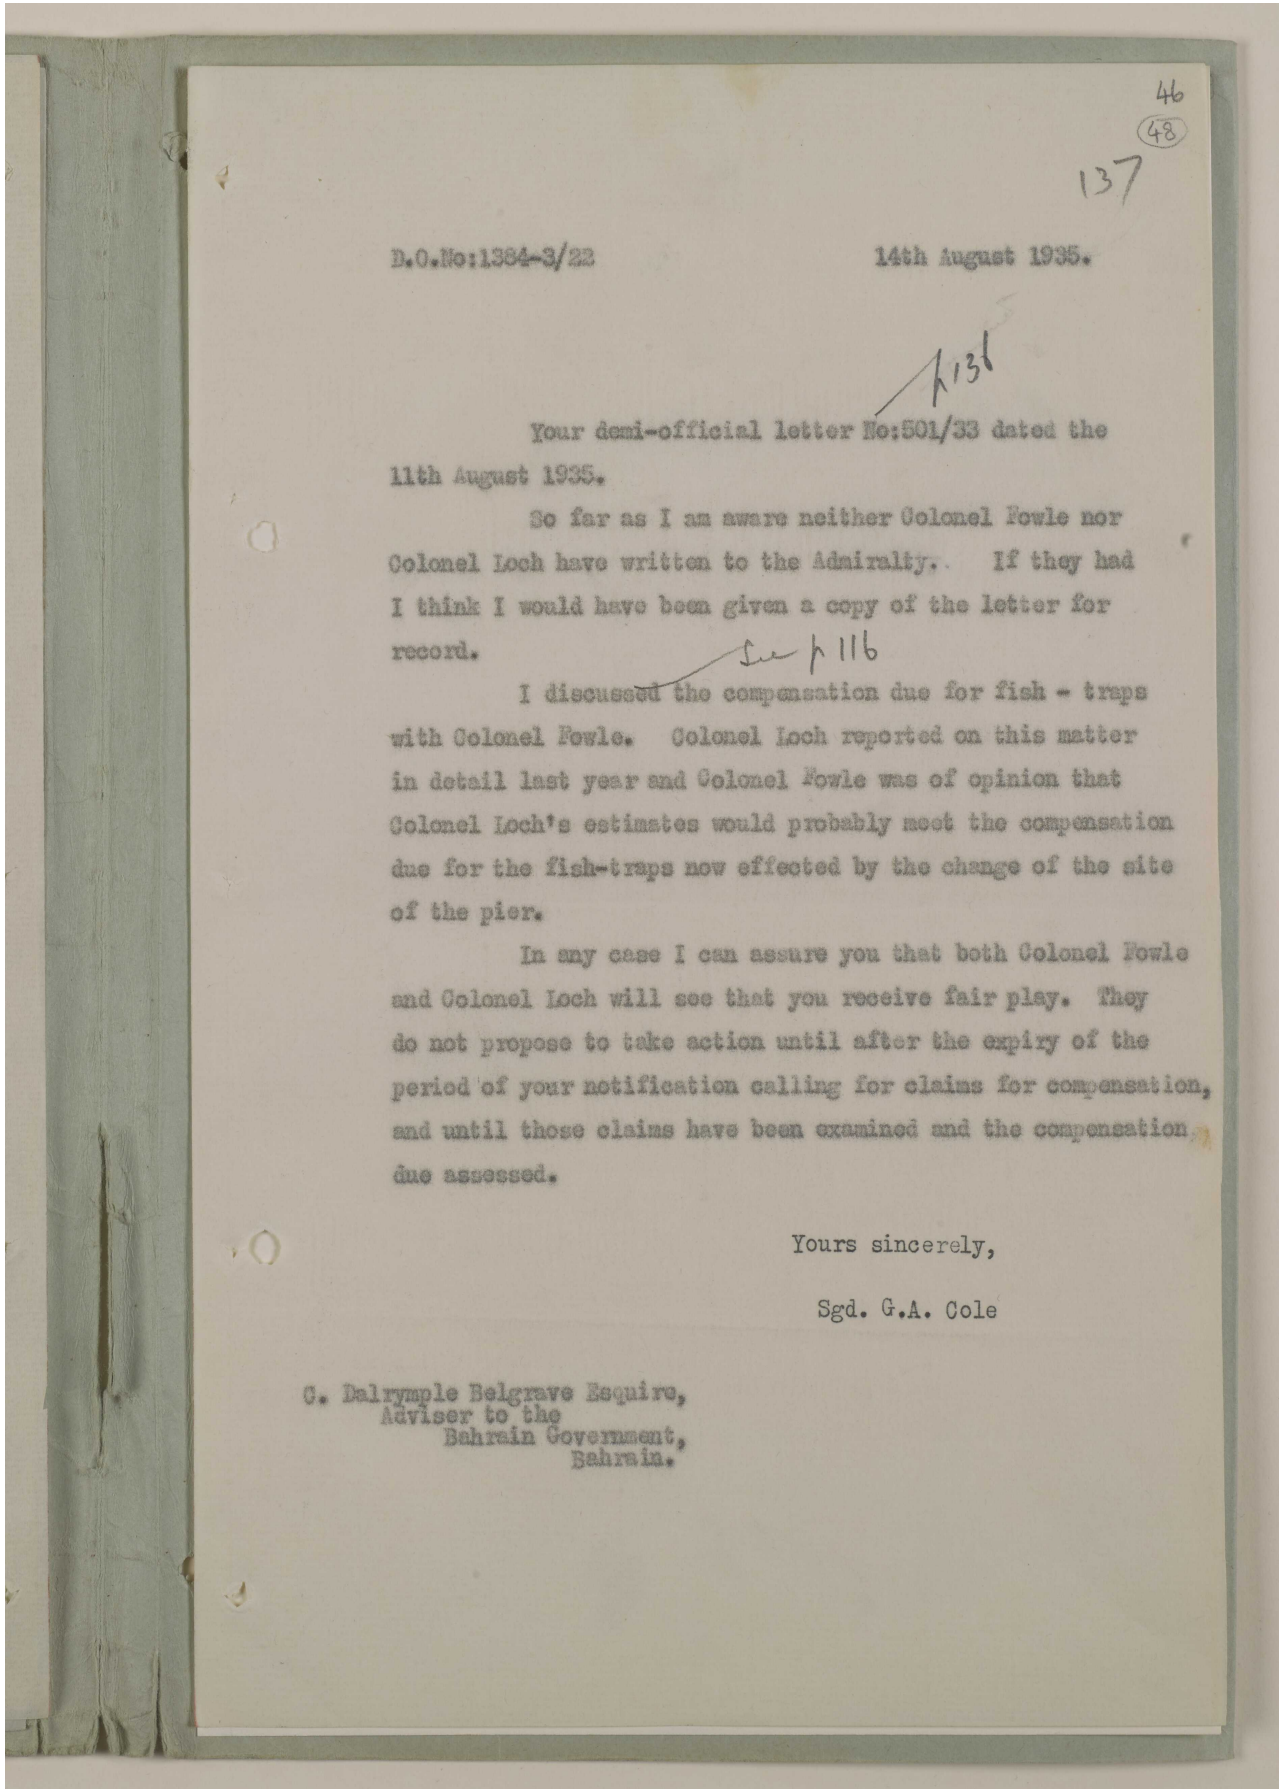 46
48
137
D.O.No:1384-3/22 14th August 1935.
p 136
Your demi-official letter No:501/33 dated the
11th August 1935.
So far as I am aware neither Colonel Fowle nor
Colonel Loch have written to the Admiralty. If they had
I think I would have been given a copy of the letter for
record.
See p 116
I discussed the compensation due for fish - traps
with Colonel Fowle. Colonel Loch reported on this matter
in detail last year and Colonel Fowle was of opinion that
Colonel Loch's estimates would probably meet the compensation
due for the fish-traps now effected by the change of the site
of the pier.
In any case I can assure you that both Colonel Fowle
and Colonel Loch will see that you receive fair play. They
do not propose to take action until after the expiry of the
period of your notification calling for claims for compensation,
and until those claims have been examined and the compensation
due assessed.
Yours sincerely,
Sgd. G.A. Cole
C. Dalrymple Belgrave Esquire,
Adviser to the
Bahrain Government,
Bahrain.